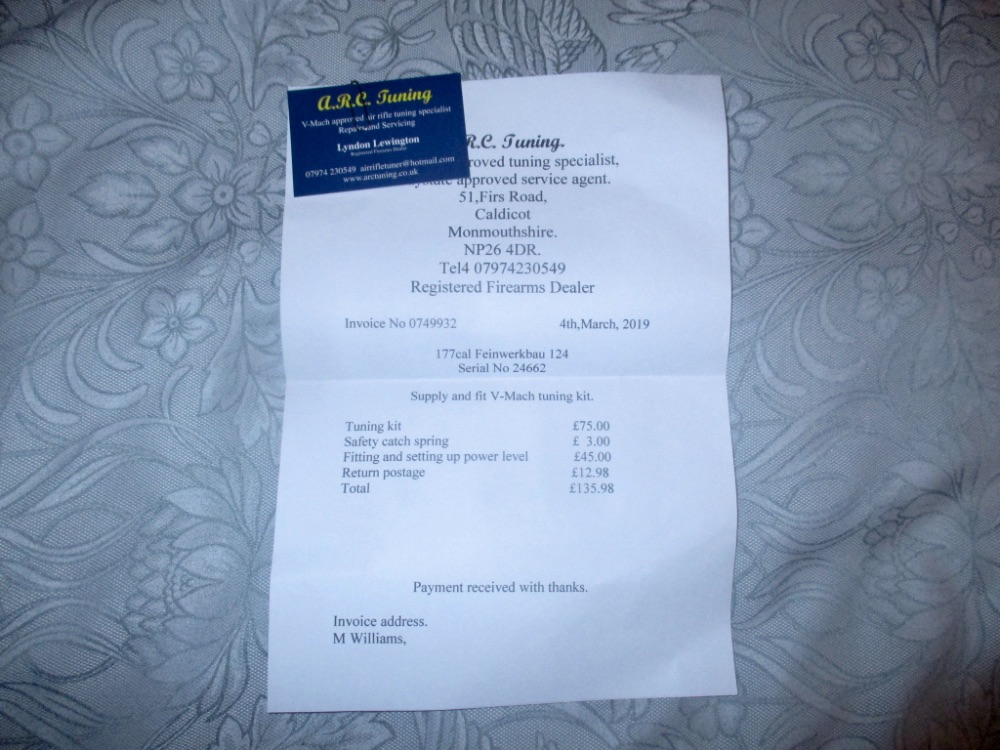 A.R.C. Tuning
V-Mach approved air rifle tuning specialist
Repairs and Servicing
Lyndon Lewington
Registered Firearms Dealer
07974 230549 airrifletuner@hotmail.com
www.arctuning.co.uk
R.C. Tuning.
roved tuning specialist,
approved service agent.
51,Firs Road,
Caldicot
Monmouthshire.
NP26 4DR.
Tel4 07974230549
Registered Firearms Dealer
Invoice No 0749932 4th,March, 2019
177cal Feinwerkbau 124
Serial No 24662
Supply and fit V-Mach tuning kit.
Tuning kit £75.00
Safety catch spring £ 3.00
Fitting and setting up power level £45.00
Return postage £12.98
Total £135.98
Payment received with thanks.
Invoice address.
M Williams,